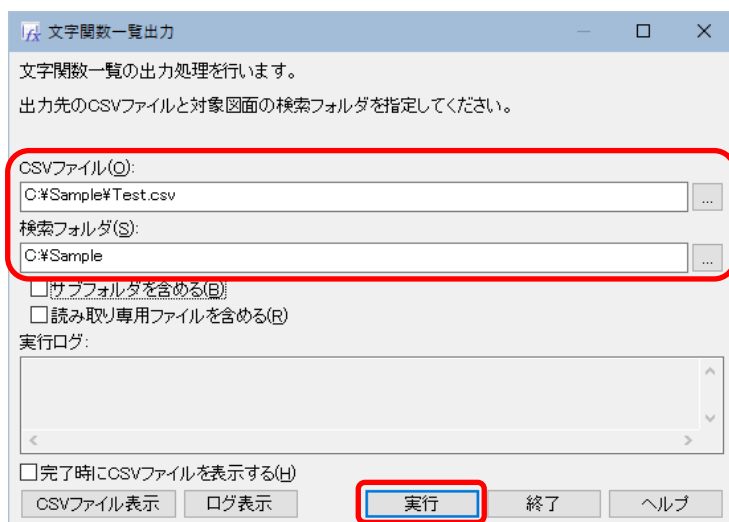 文字関数一覧出力
文字関数一覧の出力処理を行います。
出力先のCSVファイルと対象図面の検索フォルダを指定してください。
CSVファイル(O):
C:¥Sample¥Test.csv
...
検索フォルダ(S):
C:¥Sample
...
サブフォルダを含める(B)
読み取り専用ファイルを含める(R)
実行ログ:
完了時にCSVファイルを表示する(H)
CSVファイル表示 ログ表示 実行 終了 ヘルプ